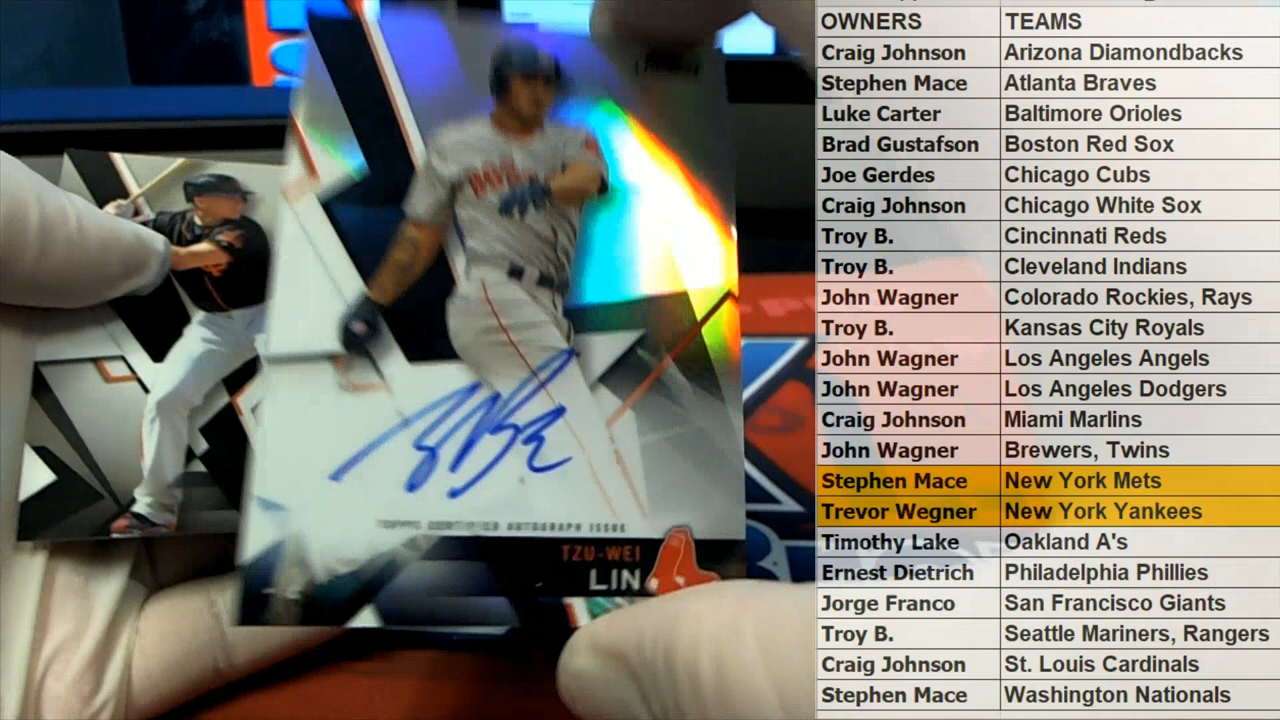 OWNERS TEAMS
Craig Johnson Arizona Diamondbacks
Stephen Mace Atlanta Braves
Luke Carter Baltimore Orioles
Brad Gustafson Boston Red Sox
Joe Gerdes Chicago Cubs
Craig Johnson Chicago White Sox
Troy B. Cincinnati Reds
Troy B. Cleveland Indians
John Wagner Colorado Rockies, Rays
Troy B. Kansas City Royals
John Wagner Los Angeles Angels
John Wagner Los Angeles Dodgers
Craig Johnson Miami Marlins
John Wagner Brewers, Twins
Stephen Mace New York Mets
Trevor Wegner New York Yankees
Timothy Lake Oakland A's
Ernest Dietrich Philadelphia Phillies
Jorge Franco San Francisco Giants
Troy B. Seattle Mariners, Rangers
Craig Johnson St. Louis Cardinals
Stephen Mace Washington Nationals
TOPPS CERTIFIED AUTOGRAPH ISSUE
TZU-WEI
LIN